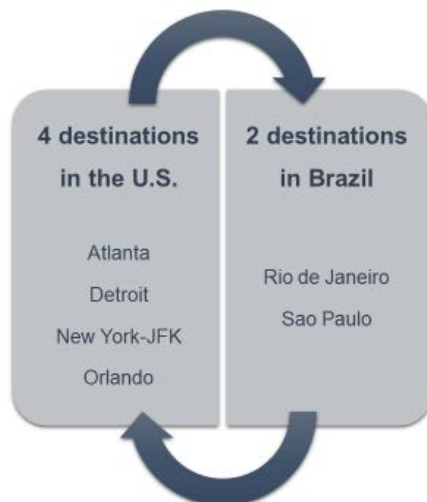 4 destinations
in the U.S.
Atlanta
Detroit
New York-JFK
Orlando
2 destinations
in Brazil
Rio de Janeiro
Sao Paulo